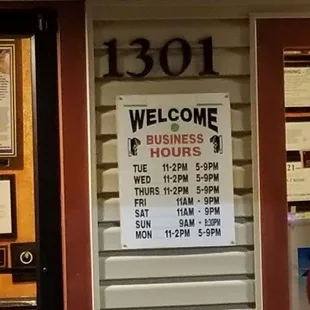 1301
WELCOME
BUSINESS
HOURS
TUE 11-2PM 5-9PM
WED 11-2PM 5-9PM
THURS 11-2PM 5-9PM
FRI 11AM - 9PM
SAT 11AM - 9PM
SUN 9AM - 8:30PM
MON 11-2PM 5-9PM